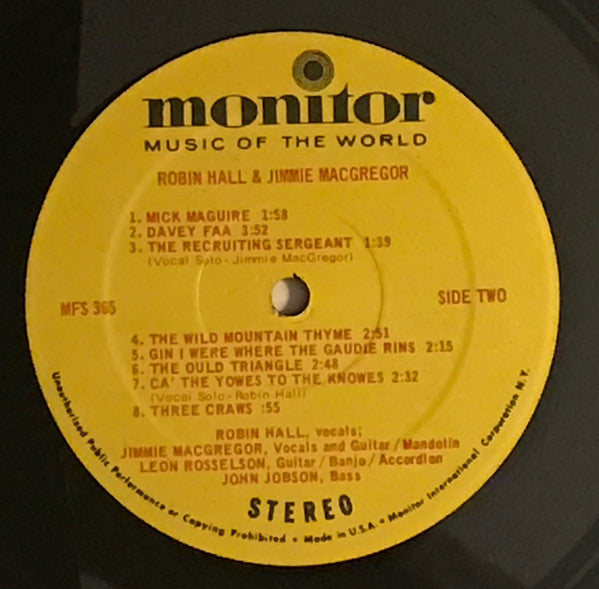 monitor
MUSIC OF THE WORLD
ROBIN HALL & JIMMIE MACGREGOR
1. MICK MAGUIRE 1:58
2. DAVEY FAA 3:52
3. THE RECRUITING SERGEANT 1:39
(Vocal Solo-Jimmie MacGregor)
MFS 365
SIDE TWO
4. THE WILD MOUNTAIN THYME 2:51
5. GIN I WERE WHERE THE GAUDIE RINS 2:15
6. THE OULD TRIANGLE 2:48
7. CA' THE YOWES TO THE KNOWES 2:32
(Vocal Solo-Robin Hall)
8. THREE CRAWS :55
ROBIN HALL, vocals;
JIMMIE MACGREGOR, Vocals and Guitar/Mandolin
LEON ROSSELSON, Guitar/Banjo/Accordion
JOHN JOBSON, Bass
STEREO
Unauthorised Public Performance or Copying Prohibited • Made in U.S.A. • Monitor International Corporation N.Y.